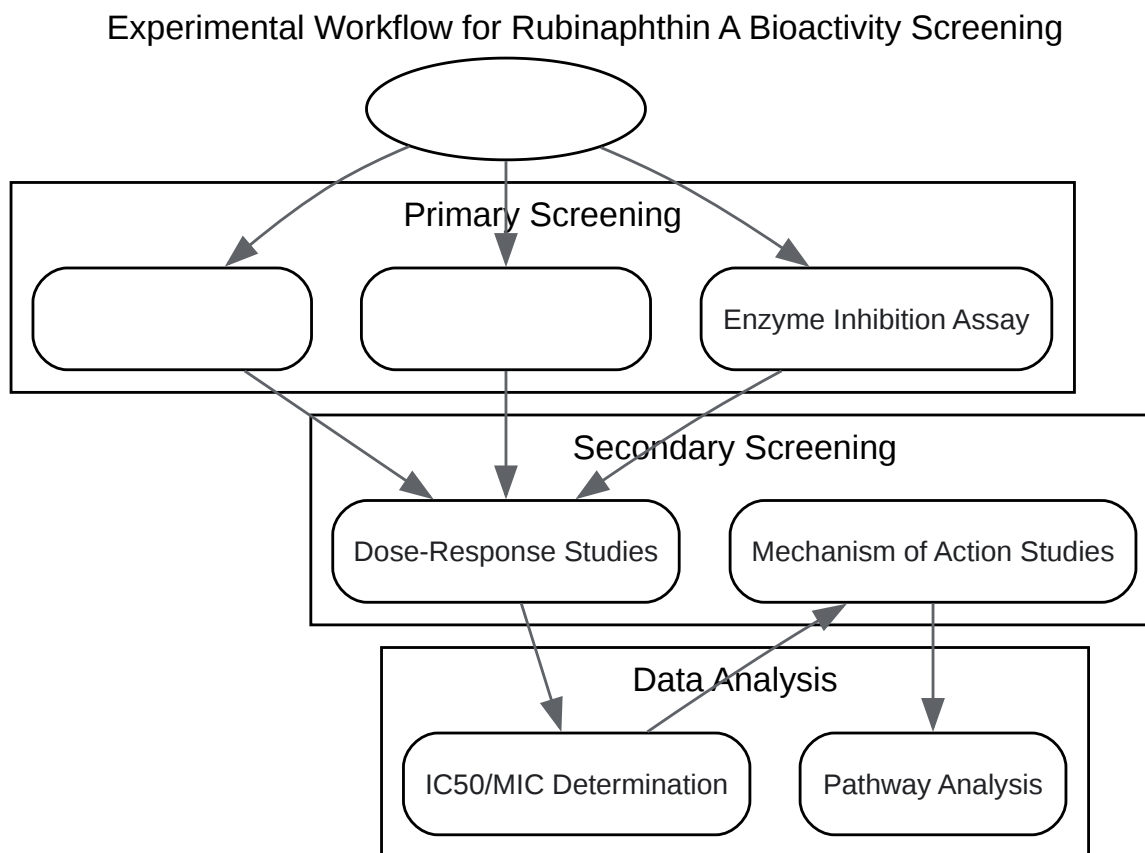 Experimental Workflow for Rubinaphthin A Bioactivity Screening
Primary Screening
Enzyme Inhibition Assay
Secondary Screening
Dose-Response Studies
Mechanism of Action Studies
Data Analysis
IC50/MIC Determination
Pathway Analysis